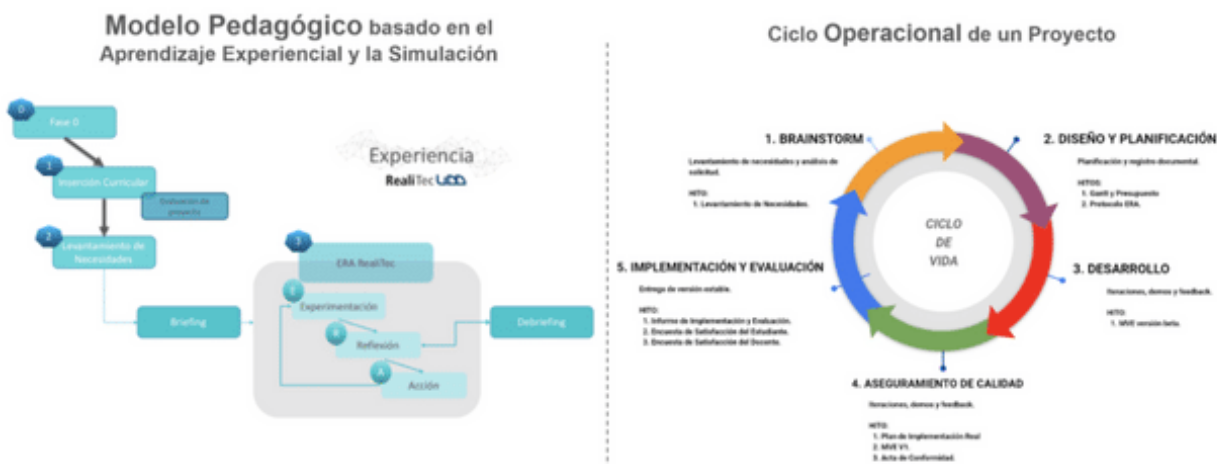 Modelo Pedagógico basado en el
Aprendizaje Experiencial y la Simulación
0
Fase 0
1
Inserción Curricular
Evaluación de
proyecto
2
Levantamiento de
Necesidades
Experiencia
RealiTec UDD
3
ERA RealiTec
E
Experimentación
R
Reflexión
A
Acción
Briefing
Debriefing
Ciclo Operacional de un Proyecto
1. BRAINSTORM
Levantamiento de necesidades y análisis de
solicitud.
HITO:
1. Levantamiento de Necesidades.
2. DISEÑO Y PLANIFICACIÓN
Planificación y registro documental.
HITOS:
1. Gantt y Presupuesto
2. Protocolo ERA.
CICLO
DE
VIDA
3. DESARROLLO
Iteraciones, demos y feedback.
HITO:
1. MVE versión beta.
5. IMPLEMENTACIÓN Y EVALUACIÓN
Entrega de versión estable.
HITO:
1. Informe de Implementación y Evaluación.
2. Encuesta de Satisfacción del Estudiante.
3. Encuesta de Satisfacción del Docente.
4. ASEGURAMIENTO DE CALIDAD
Iteraciones, demos y feedback.
HITO:
1. Plan de Implementación Real
2. MVE V1.
3. Acta de Conformidad.